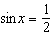 sin x = 1/2